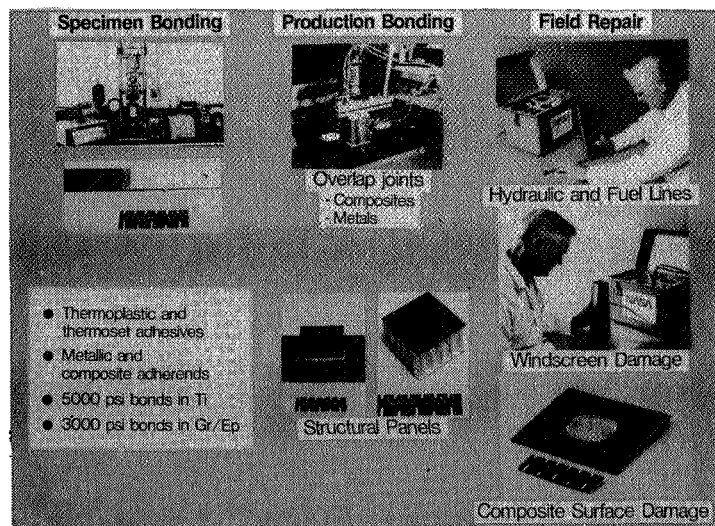 Specimen Bonding
Production Bonding
Field Repair
Overlap joints
- Composites
- Metals
Hydraulic and Fuel Lines
● Thermoplastic and
thermoset adhesives
● Metallic and
composite adherends
● 5000 psi bonds in Ti
● 3000 psi bonds in Gr/Ep
Structural Panels
Windscreen Damage
Composite Surface Damage